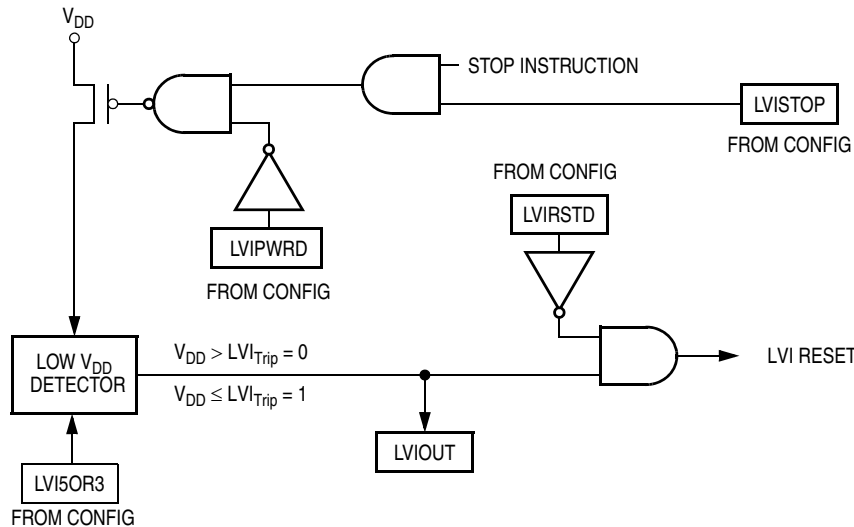 VDD
STOP INSTRUCTION
LVISTOP
FROM CONFIG
FROM CONFIG
LVIRSTD
LVIPWRD
FROM CONFIG
LOW VDD
DETECTOR
VDD > LVITrip = 0
VDD ≤ LVITrip = 1
LVI RESET
LVIOUT
LVI5OR3
FROM CONFIG